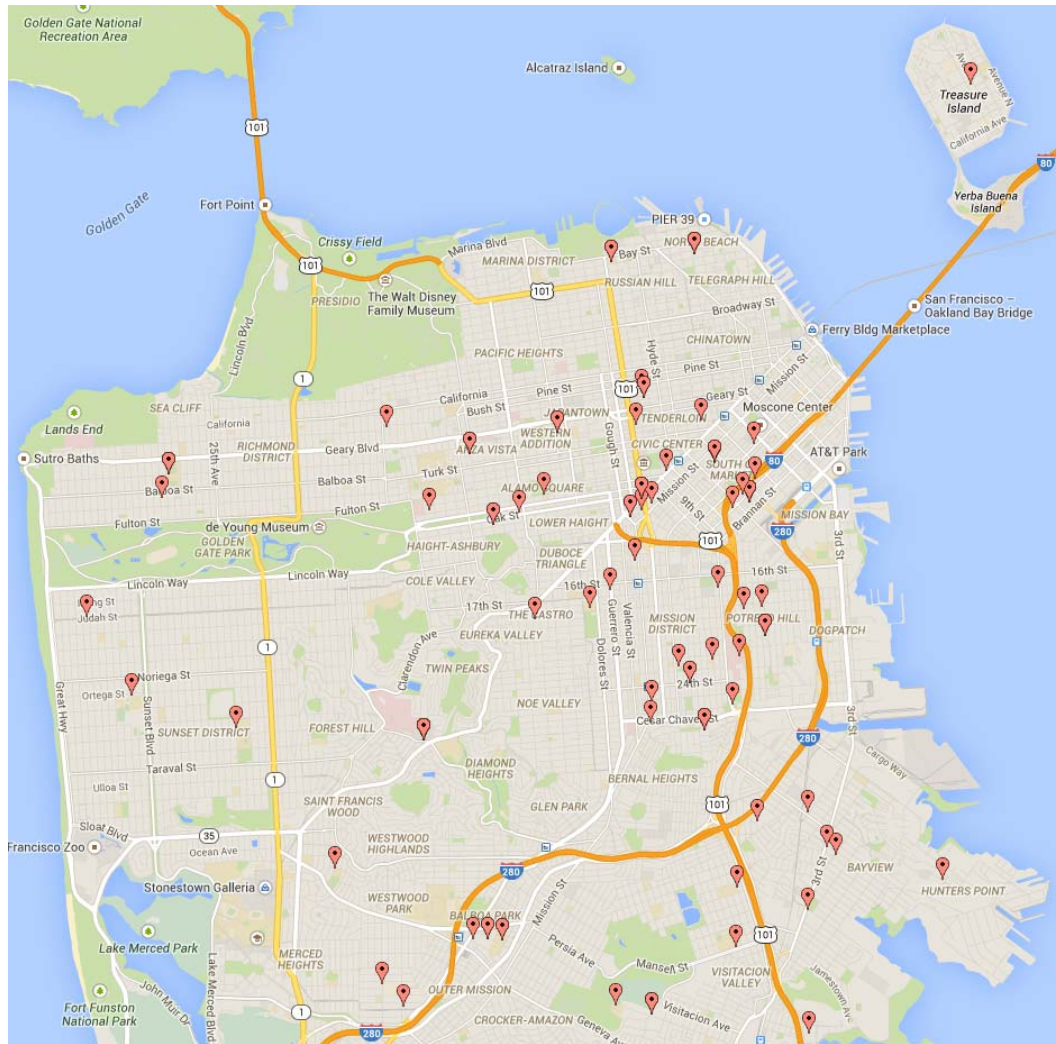 Golden Gate National
Recreation Area
Alcatraz Island
Avenue N
Treasure
Island
California Ave
101
80
Yerba Buena
Island
Fort Point
Golden Gate
PIER 39
Crissy Field
Marina Blvd
Bay St
NORTH BEACH
101
MARINA DISTRICT
PRESIDIO
The Walt Disney
Family Museum
101
RUSSIAN HILL
TELEGRAPH HILL
San Francisco –
Oakland Bay Bridge
Broadway St
Lincoln Blvd
Ferry Bldg Marketplace
CHINATOWN
PACIFIC HEIGHTS
Hyde St
Mission St
Pine St
1
SEA CLIFF
California St
Pine St
101
Geary St
Bush St
Lands End
California
JAPANTOWN
TENDERLOIN
Moscone Center
25th Ave
RICHMOND
DISTRICT
Geary Blvd
WESTERN
ADDITION
Gough St
CIVIC CENTER
Sutro Baths
ANZA VISTA
Turk St
80
AT&T Park
Balboa St
Balboa St
ALAMO SQUARE
Mission St
SOUTH OF
MARKET
Fulton St
Fulton St
Oak St
9th St
Brannan St
MISSION BAY
de Young Museum
GOLDEN
GATE PARK
LOWER HAIGHT
101
280
HAIGHT-ASHBURY
DUBOCE
TRIANGLE
3rd St
Lincoln Way
Lincoln Way
COLE VALLEY
16th St
16th St
Irving St
Judah St
17th St
THE CASTRO
Guerrero St
Valencia St
MISSION
DISTRICT
POTRERO HILL
DOGPATCH
EUREKA VALLEY
1
Clarendon Ave
TWIN PEAKS
Dolores St
Noriega St
Ortega St
24th St
NOE VALLEY
Great Hwy
Sunset Blvd
SUNSET DISTRICT
FOREST HILL
Cesar Chavez St
3rd St
280
Taraval St
DIAMOND
HEIGHTS
BERNAL HEIGHTS
Cargo Way
1
Ulloa St
SAINT FRANCIS
WOOD
GLEN PARK
101
Sloat Blvd
35
Francisco Zoo
Ocean Ave
WESTWOOD
HIGHLANDS
BAYVIEW
280
3rd St
HUNTERS POINT
Stonestown Galleria
WESTWOOD
PARK
Mission St
BALBOA PARK
101
Lake Merced Park
MERCED
HEIGHTS
Persia Ave
Mansell St
VISITACION
VALLEY
Lake Merced Blvd
John Muir Dr
Jamestown Ave
Fort Funston
National Park
OUTER MISSION
1
Visitacion Ave
CROCKER-AMAZON
Geneva Ave
280
101